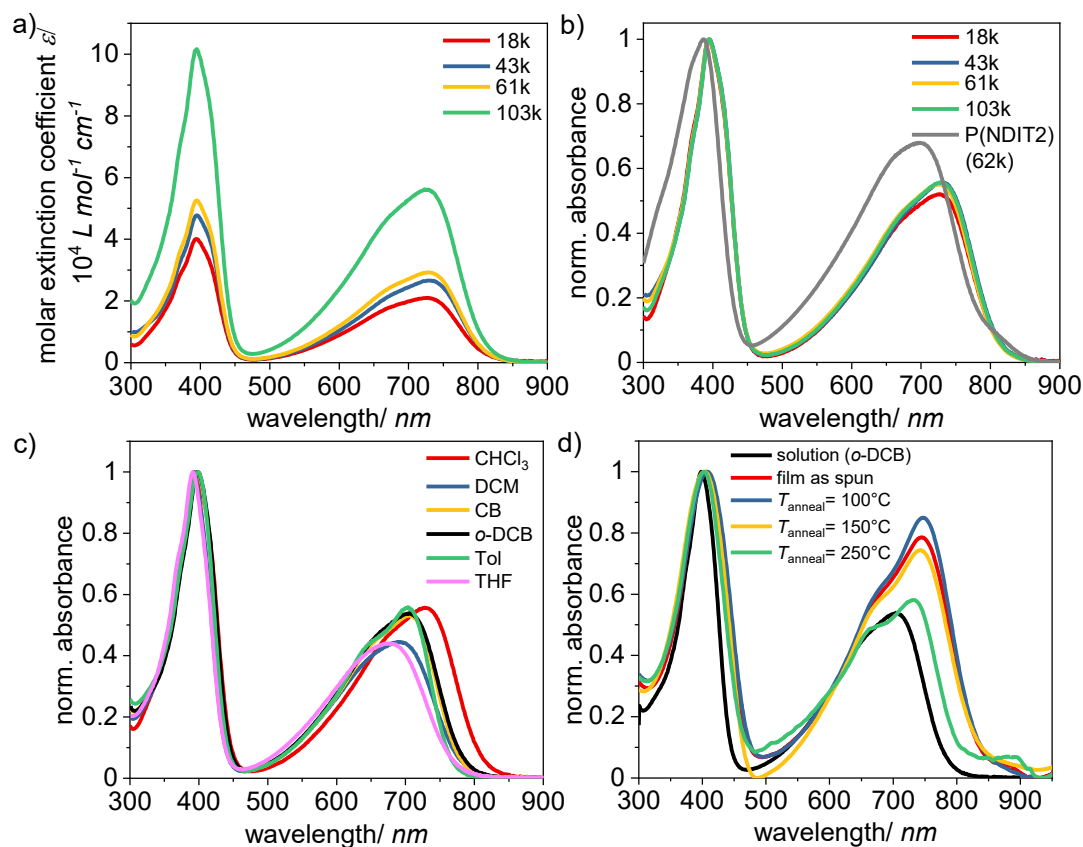 a)
molar extinction coefficient ε/
10⁴ L mol⁻¹ cm⁻¹
10
8
6
4
2
0
18k
43k
61k
103k
300 400 500 600 700 800 900
wavelength/ nm
b)
norm. absorbance
1
0.8
0.6
0.4
0.2
0
18k
43k
61k
103k
P(NDIT2)
(62k)
300 400 500 600 700 800 900
wavelength/ nm
c)
norm. absorbance
1
0.8
0.6
0.4
0.2
0
CHCl₃
DCM
CB
o-DCB
Tol
THF
300 400 500 600 700 800 900
wavelength/ nm
d)
norm. absorbance
1
0.8
0.6
0.4
0.2
0
solution (o-DCB)
film as spun
Tanneal= 100°C
Tanneal= 150°C
Tanneal= 250°C
300 400 500 600 700 800 900
wavelength/ nm